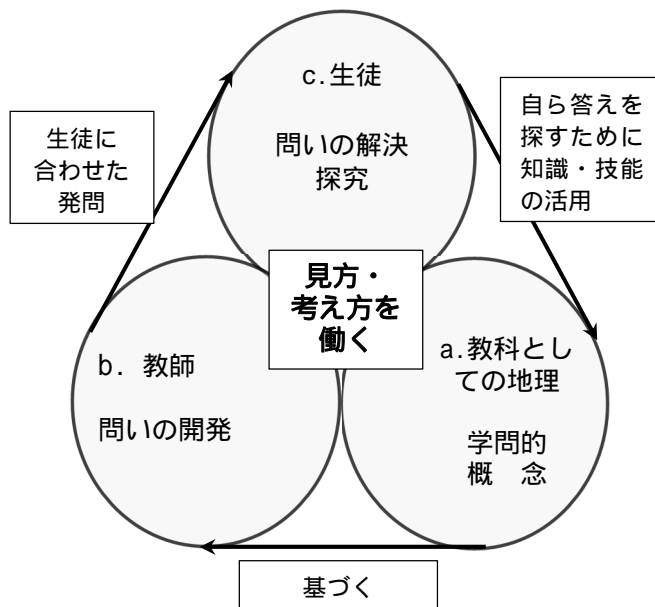 c.生徒
問いの解決
探究
生徒に
合わせた
発問
自ら答えを
探すために
知識・技能
の活用
見方・
考え方を
働く
b. 教師
問いの開発
a.教科とし
ての地理
学問的
概　念
基づく